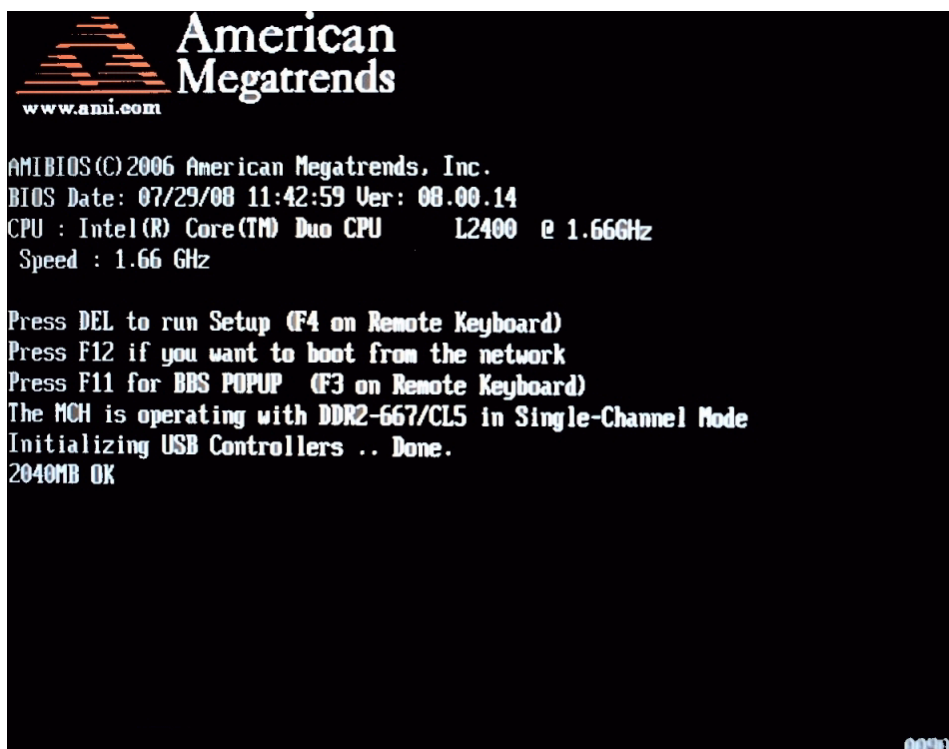 American
Megatrends
www.ami.com
AMIBIOS(C)2006 American Megatrends, Inc.
BIOS Date: 07/29/08 11:42:59 Ver: 08.00.14
CPU : Intel(R) Core(TM) Duo CPU L2400 @ 1.66GHz
Speed : 1.66 GHz
Press DEL to run Setup (F4 on Remote Keyboard)
Press F12 if you want to boot from the network
Press F11 for BBS POPUP (F3 on Remote Keyboard)
The MCH is operating with DDR2-667/CL5 in Single-Channel Mode
Initializing USB Controllers .. Done.
2040MB OK